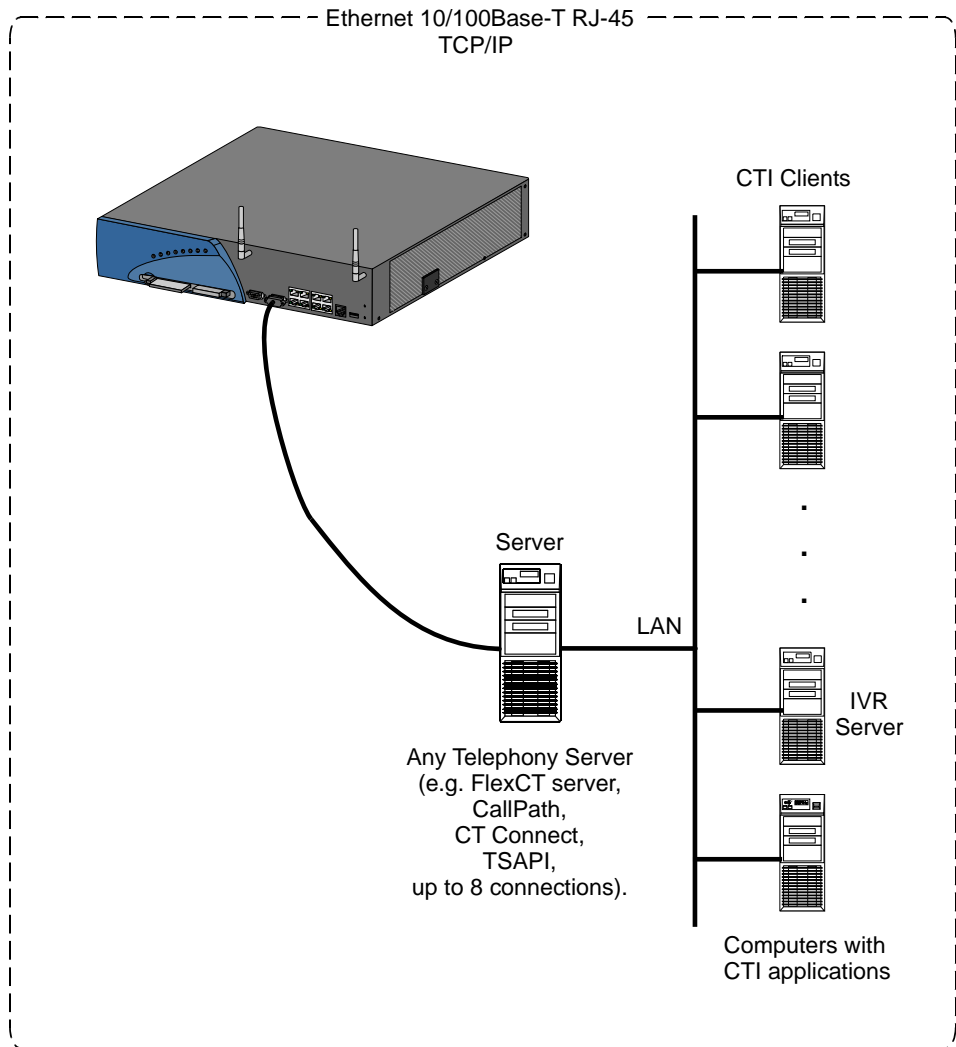 Ethernet 10/100Base-T RJ-45
TCP/IP
CTI Clients
Server
LAN
IVR
Server
Any Telephony Server
(e.g. FlexCT server,
CallPath,
CT Connect,
TSAPI,
up to 8 connections).
Computers with
CTI applications